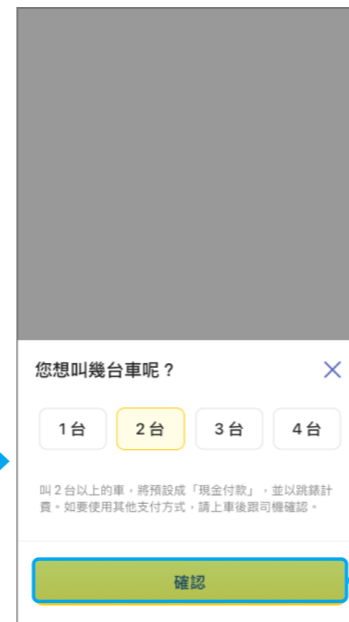 您想叫幾台車呢？
1 台 2 台 3 台 4 台
叫 2 台以上的車，將預設成「現金付款」，並以跳錶計
費。如要使用其他支付方式，請上車後跟司機確認。
確認